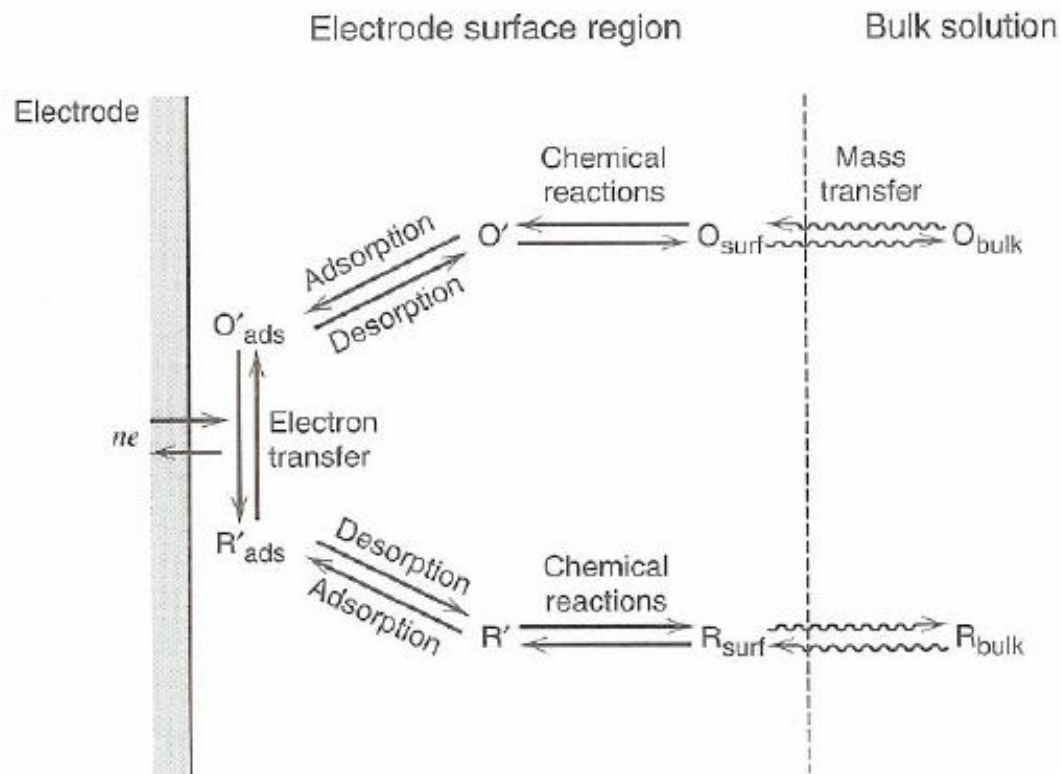 Electrode surface region
Bulk solution
Electrode
Chemical
reactions
Mass
transfer
Adsorption
O′
O_surf
O_bulk
Desorption
O′_ads
ne
Electron
transfer
R′_ads
Desorption
Chemical
reactions
Adsorption
R′
R_surf
R_bulk